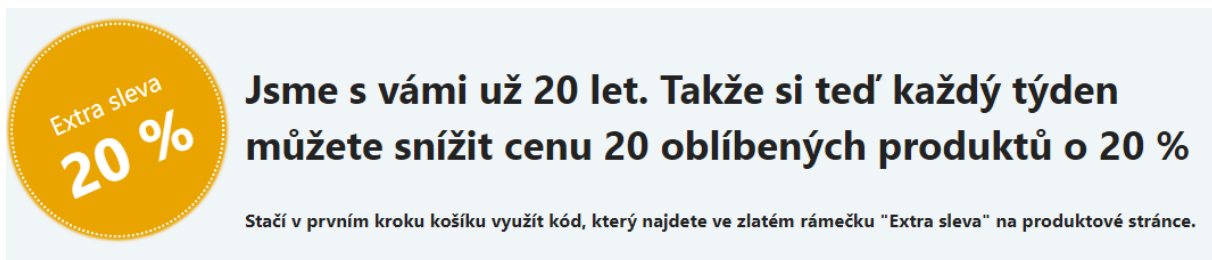 Extra sleva
20 %
Jsme s vámi už 20 let. Takže si teď každý týden
můžete snížit cenu 20 oblíbených produktů o 20 %
Stačí v prvním kroku košíku využít kód, který najdete ve zlatém rámečku "Extra sleva" na produktové stránce.